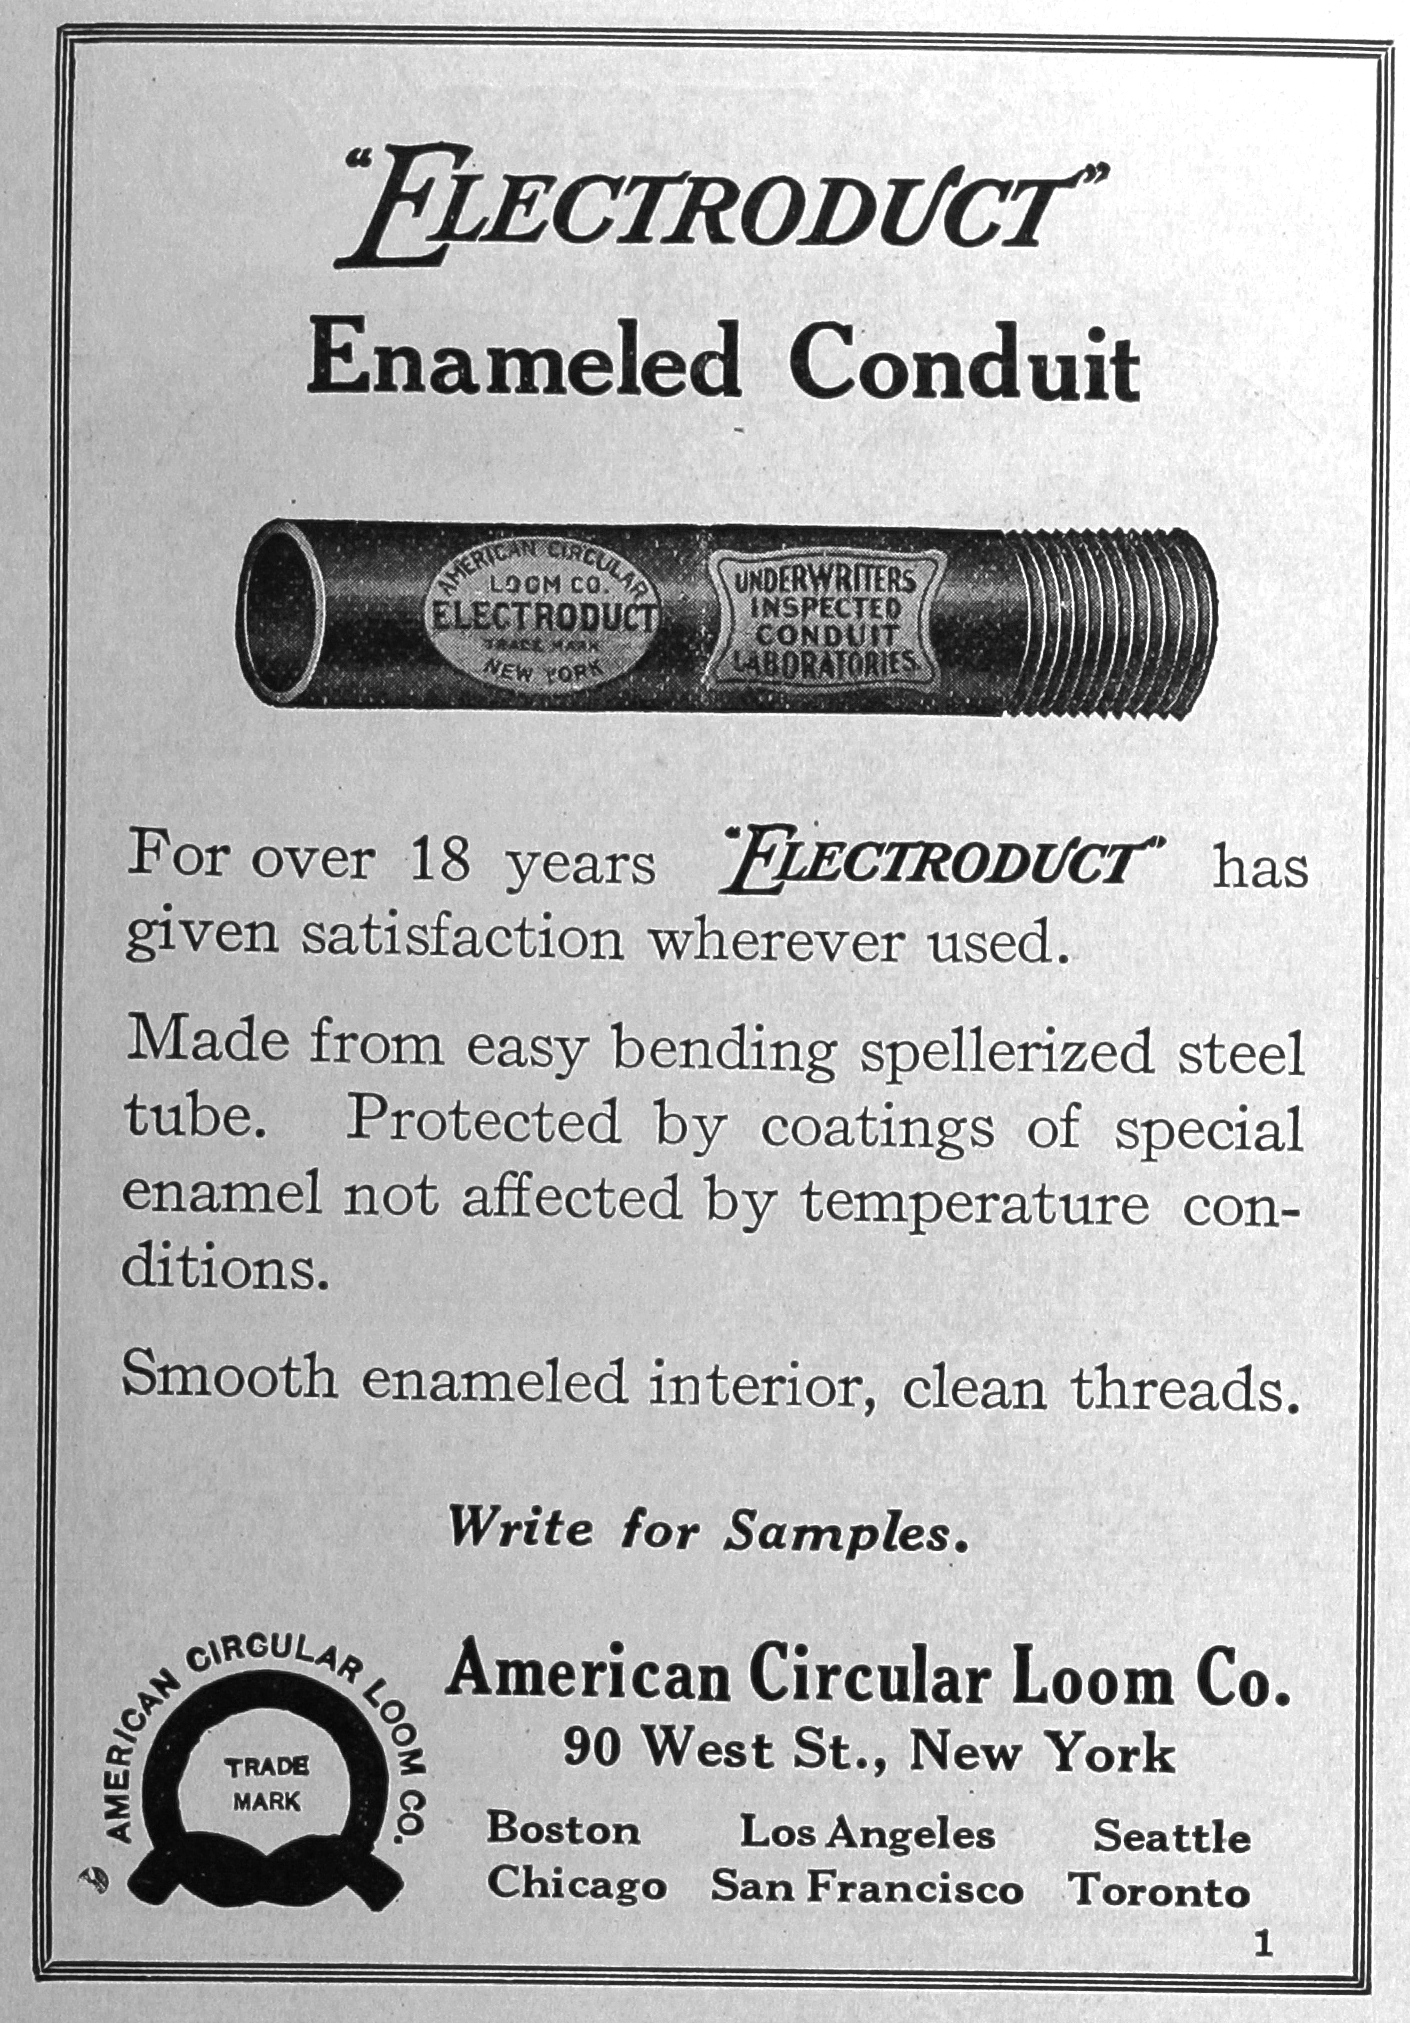 "ELECTRODUCT"
Enameled Conduit
AMERICAN CIRCULAR
LOOM CO.
ELECTRODUCT
TRADE MARK
NEW YORK
UNDERWRITERS
INSPECTED
CONDUIT
LABORATORIES
For over 18 years "ELECTRODUCT" has
given satisfaction wherever used.
Made from easy bending spellerized steel
tube. Protected by coatings of special
enamel not affected by temperature con-
ditions.
Smooth enameled interior, clean threads.
Write for Samples.
AMERICAN CIRCULAR LOOM CO.
TRADE
MARK
American Circular Loom Co.
90 West St., New York
Boston Los Angeles Seattle
Chicago San Francisco Toronto
1